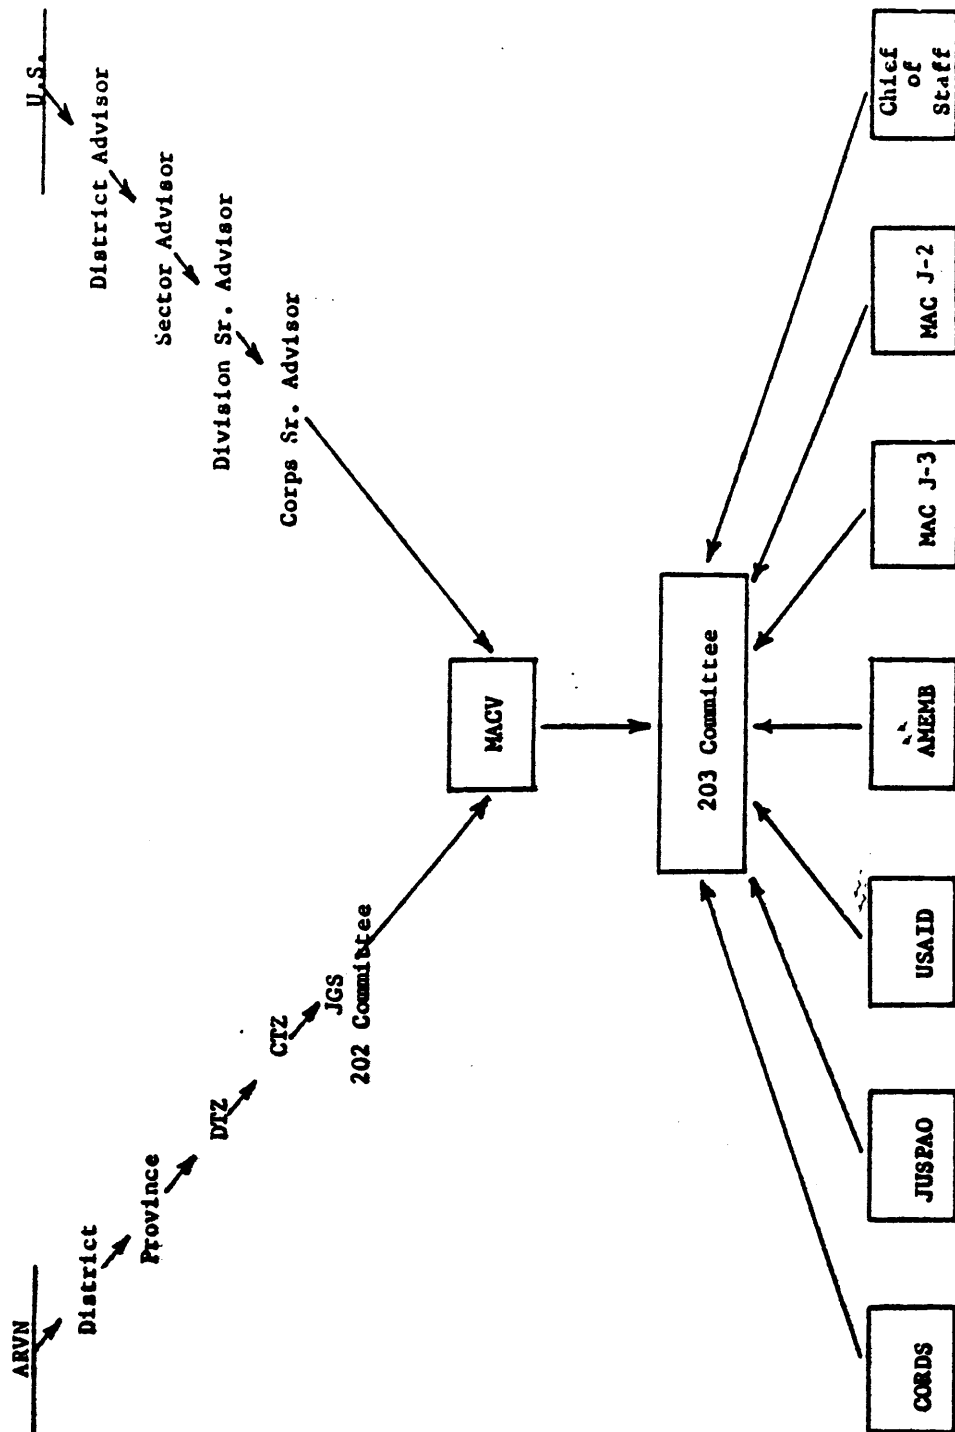 ARVN
District
Province
DTZ
CTZ
JGS
202 Committee
U.S.
District Advisor
Sector Advisor
Division Sr. Advisor
Corps Sr. Advisor
MACV
203 Committee
CORDS
JUSPAO
USAID
AMEMB
MAC J-3
MAC J-2
Chief
of
Staff